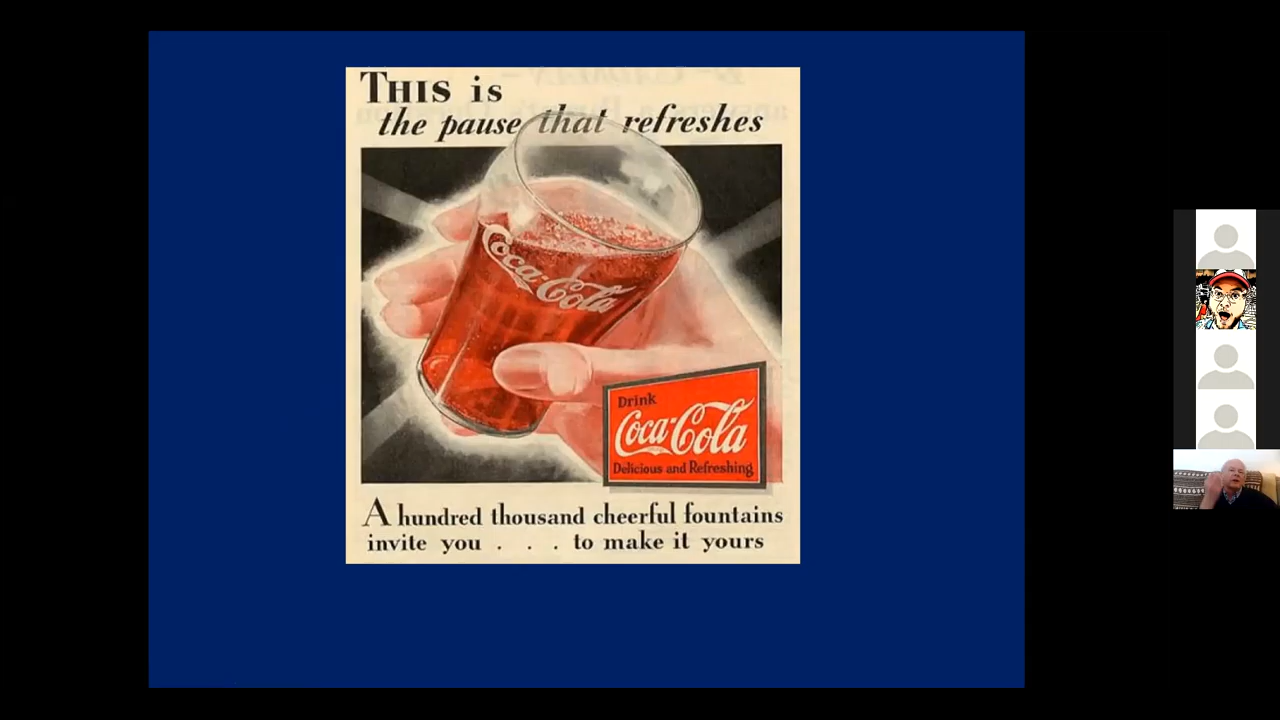 THIS is
the pause that refreshes
Coca-Cola
Drink
Coca-Cola
Delicious and Refreshing
A hundred thousand cheerful fountains
invite you . . . to make it yours